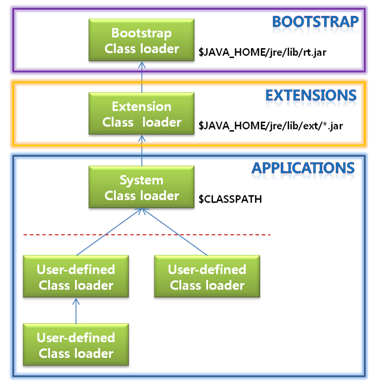 BOOTSTRAP
Bootstrap
Class loader
$JAVA_HOME/jre/lib/rt.jar
EXTENSIONS
Extension
Class loader
$JAVA_HOME/jre/lib/ext/*.jar
APPLICATIONS
System
Class loader
$CLASSPATH
User-defined
Class loader
User-defined
Class loader
User-defined
Class loader